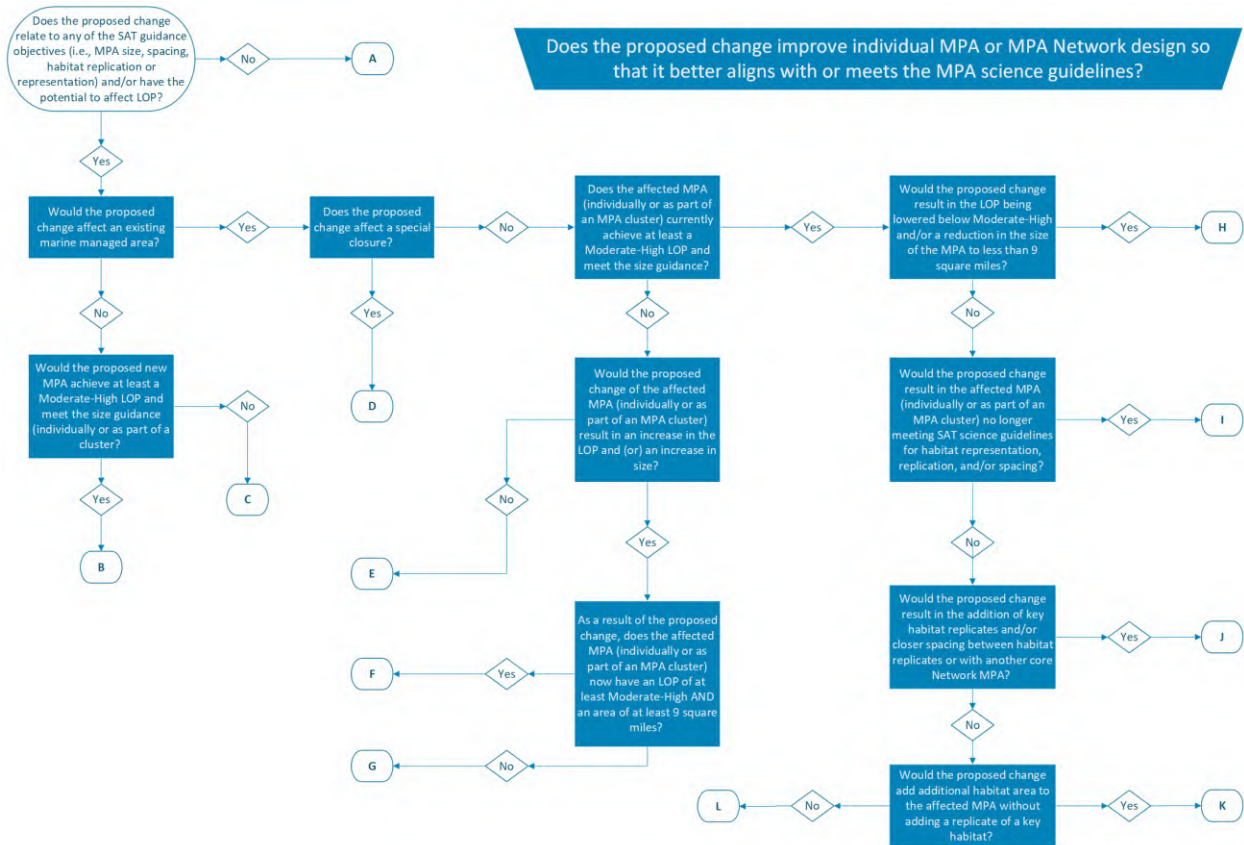 Does the proposed change
relate to any of the SAT guidance
objectives (i.e., MPA size, spacing,
habitat replication or
representation) and/or have the
potential to affect LOP?
No
A
Does the proposed change improve individual MPA or MPA Network design so
that it better aligns with or meets the MPA science guidelines?
Yes
Would the proposed
change affect an existing
marine managed area?
Yes
Does the proposed
change affect a special
closure?
No
Does the affected MPA
(individually or as part of
an MPA cluster) currently
achieve at least a
Moderate-High LOP and
meet the size guidance?
Yes
Would the proposed change
result in the LOP being
lowered below Moderate-High
and/or a reduction in the size
of the MPA to less than 9
square miles?
Yes
H
No
Yes
No
No
Would the proposed new
MPA achieve at least a
Moderate-High LOP and
meet the size guidance
(individually or as part of a
cluster?
No
C
Yes
B
D
Would the proposed
change of the affected
MPA (individually or as
part of an MPA cluster)
result in an increase in the
LOP and (or) an increase in
size?
No
E
Yes
Would the proposed change
result in the affected MPA
(individually or as part of an
MPA cluster) no longer
meeting SAT science guidelines
for habitat representation,
replication, and/or spacing?
Yes
I
No
As a result of the proposed
change, does the affected
MPA (individually or as
part of an MPA cluster)
now have an LOP of at
least Moderate-High AND
an area of at least 9 square
miles?
Yes
F
No
G
Would the proposed change
result in the addition of key
habitat replicates and/or
closer spacing between habitat
replicates or with another core
Network MPA?
Yes
J
No
Would the proposed change
add additional habitat area to
the affected MPA without
adding a replicate of a key
habitat?
No
L
Yes
K